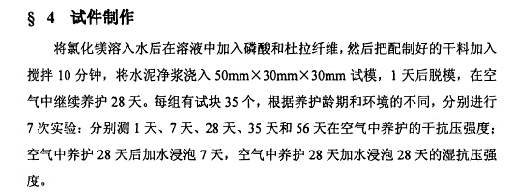 § 4 试件制作
将氯化镁溶入水后在溶液中加入磷酸和杜拉纤维，然后把配制好的干料加入
搅拌 10 分钟，将水泥净浆浇入 50mm×30mm×30mm 试模，1 天后脱模，在空
气中继续养护 28 天。每组有试块 35 个，根据养护龄期和环境的不同，分别进行
7 次实验：分别测 1 天、7 天、28 天、35 天和 56 天在空气中养护的干抗压强度；
空气中养护 28 天后加水浸泡 7 天，空气中养护 28 天加水浸泡 28 天的湿抗压强
度。